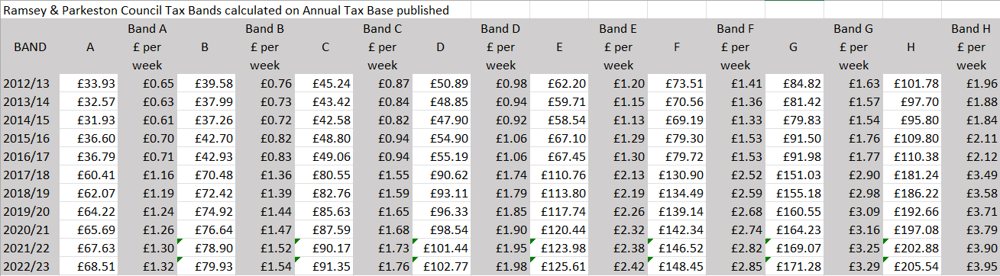 Ramsey & Parkeston Council Tax Bands calculated on Annual Tax Base published
BAND A Band A £ per week B Band B £ per week C Band C £ per week D Band D £ per week E Band E £ per week F Band F £ per week G Band G £ per week H Band H £ per week
2012/13 £33.93 £0.65 £39.58 £0.76 £45.24 £0.87 £50.89 £0.98 £62.20 £1.20 £73.51 £1.41 £84.82 £1.63 £101.78 £1.96
2013/14 £32.57 £0.63 £37.99 £0.73 £43.42 £0.84 £48.85 £0.94 £59.71 £1.15 £70.56 £1.36 £81.42 £1.57 £97.70 £1.88
2014/15 £31.93 £0.61 £37.26 £0.72 £42.58 £0.82 £47.90 £0.92 £58.54 £1.13 £69.19 £1.33 £79.83 £1.54 £95.80 £1.84
2015/16 £36.60 £0.70 £42.70 £0.82 £48.80 £0.94 £54.90 £1.06 £67.10 £1.29 £79.30 £1.53 £91.50 £1.76 £109.80 £2.11
2016/17 £36.79 £0.71 £42.93 £0.83 £49.06 £0.94 £55.19 £1.06 £67.45 £1.30 £79.72 £1.53 £91.98 £1.77 £110.38 £2.12
2017/18 £60.41 £1.16 £70.48 £1.36 £80.55 £1.55 £90.62 £1.74 £110.76 £2.13 £130.90 £2.52 £151.03 £2.90 £181.24 £3.49
2018/19 £62.07 £1.19 £72.42 £1.39 £82.76 £1.59 £93.11 £1.79 £113.80 £2.19 £134.49 £2.59 £155.18 £2.98 £186.22 £3.58
2019/20 £64.22 £1.24 £74.92 £1.44 £85.63 £1.65 £96.33 £1.85 £117.74 £2.26 £139.14 £2.68 £160.55 £3.09 £192.66 £3.71
2020/21 £65.69 £1.26 £76.64 £1.47 £87.59 £1.68 £98.54 £1.90 £120.44 £2.32 £142.34 £2.74 £164.23 £3.16 £197.08 £3.79
2021/22 £67.63 £1.30 £78.90 £1.52 £90.17 £1.73 £101.44 £1.95 £123.98 £2.38 £146.52 £2.82 £169.07 £3.25 £202.88 £3.90
2022/23 £68.51 £1.32 £79.93 £1.54 £91.35 £1.76 £102.77 £1.98 £125.61 £2.42 £148.45 £2.85 £171.28 £3.29 £205.54 £3.95